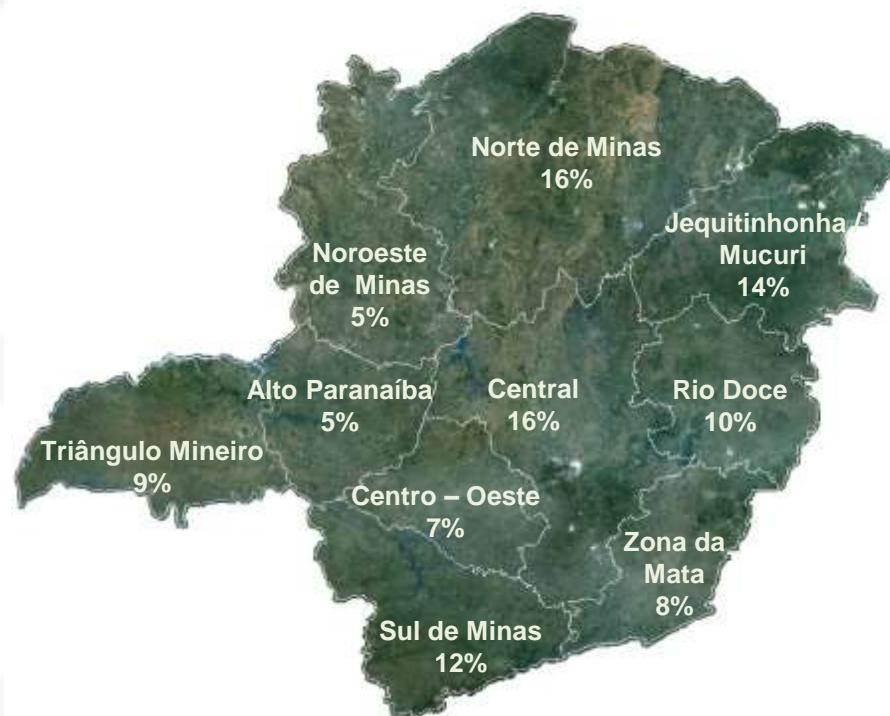 Norte de Minas
16%
Jequitinhonha /
Mucuri
14%
Noroeste
de Minas
5%
Alto Paranaíba
5%
Central
16%
Rio Doce
10%
Triângulo Mineiro
9%
Centro – Oeste
7%
Zona da
Mata
8%
Sul de Minas
12%